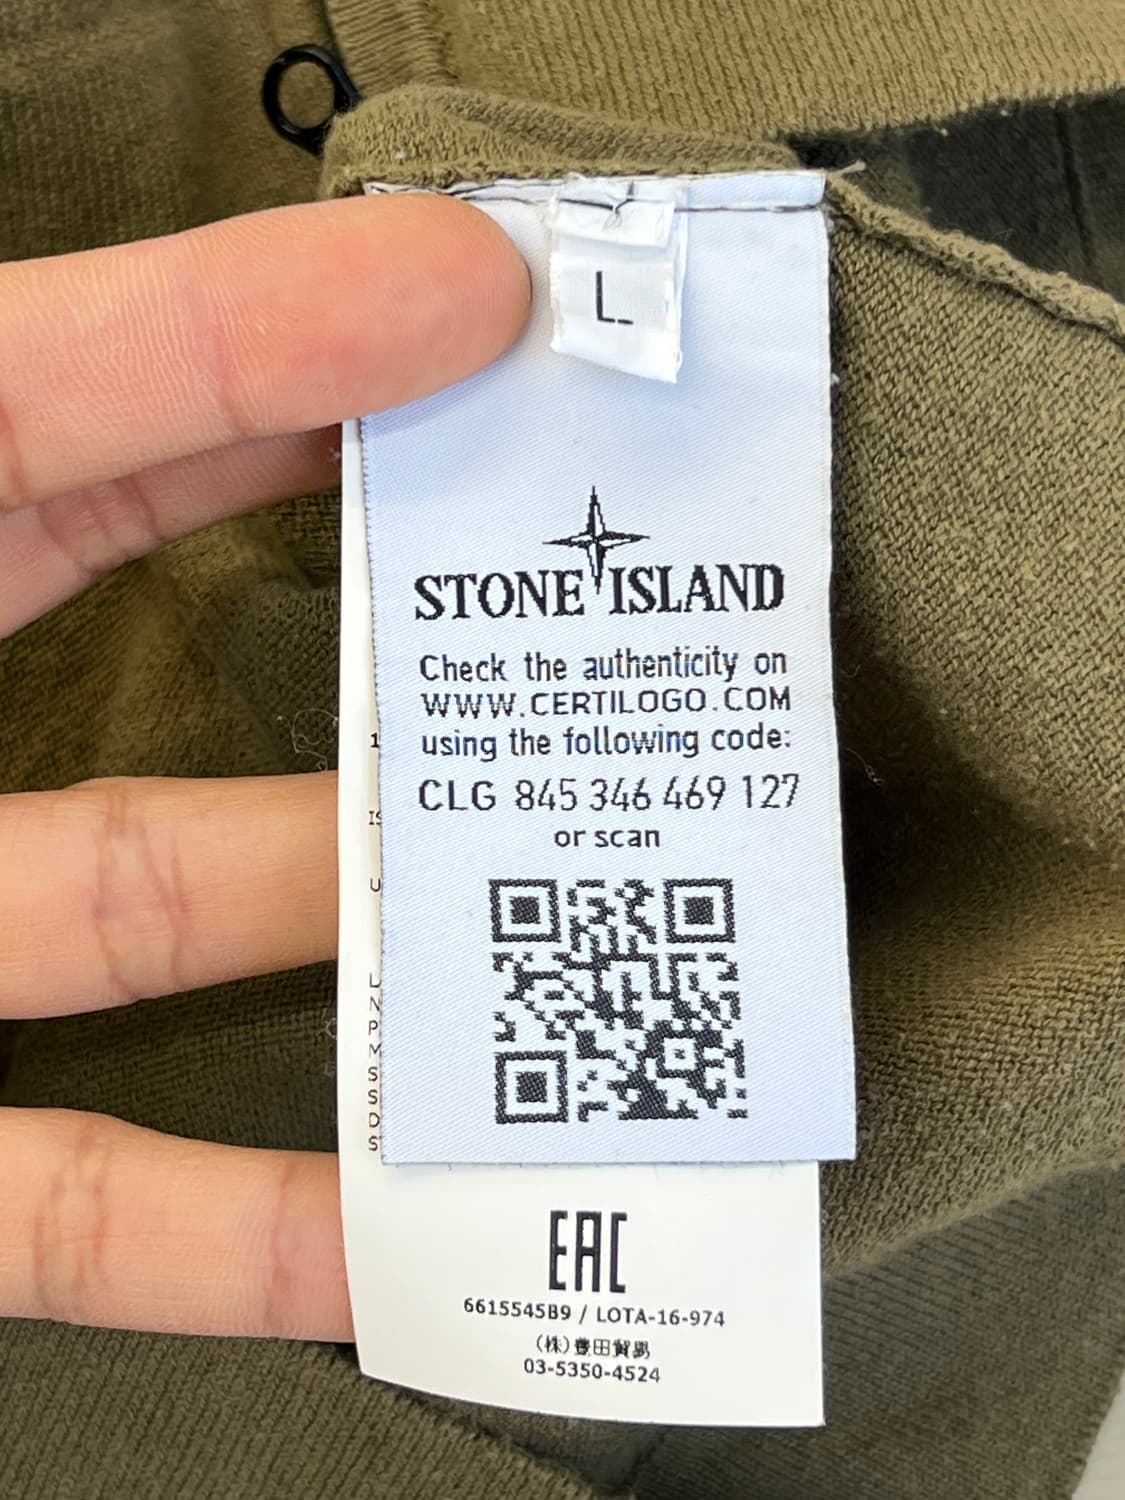 L
STONE ISLAND
Check the authenticity on
WWW.CERTILOGO.COM
using the following code:
CLG 845 346 469 127
or scan
EAC
6615545B9 / LOTA-16-974
(株)豊田貿易
03-5350-4524